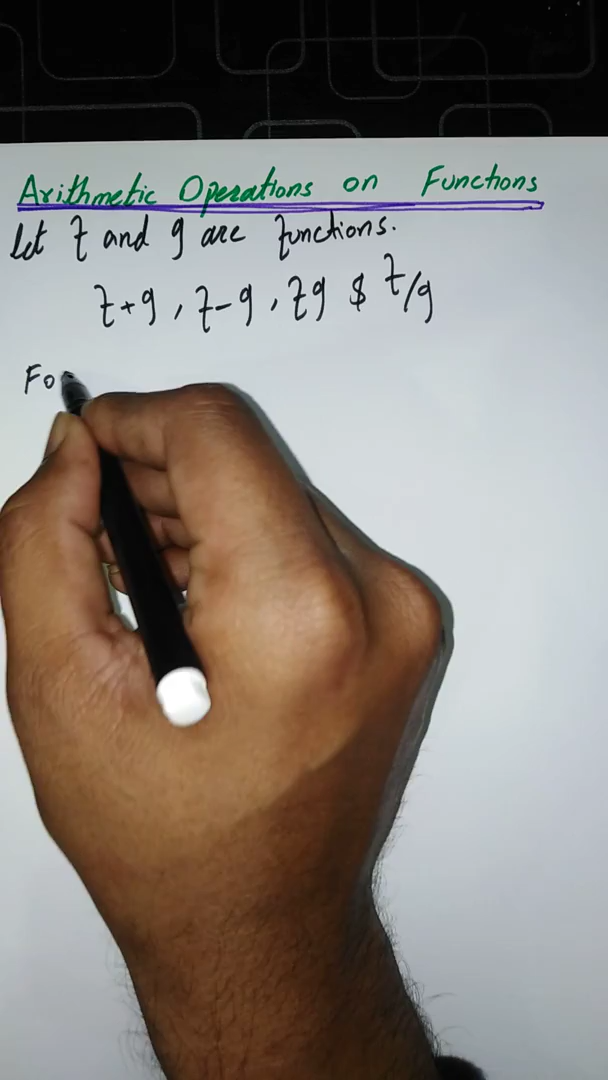 Arithmetic Operations on Functions
Let f and g are functions.
f+g, f-g, fg & f/g
Fo